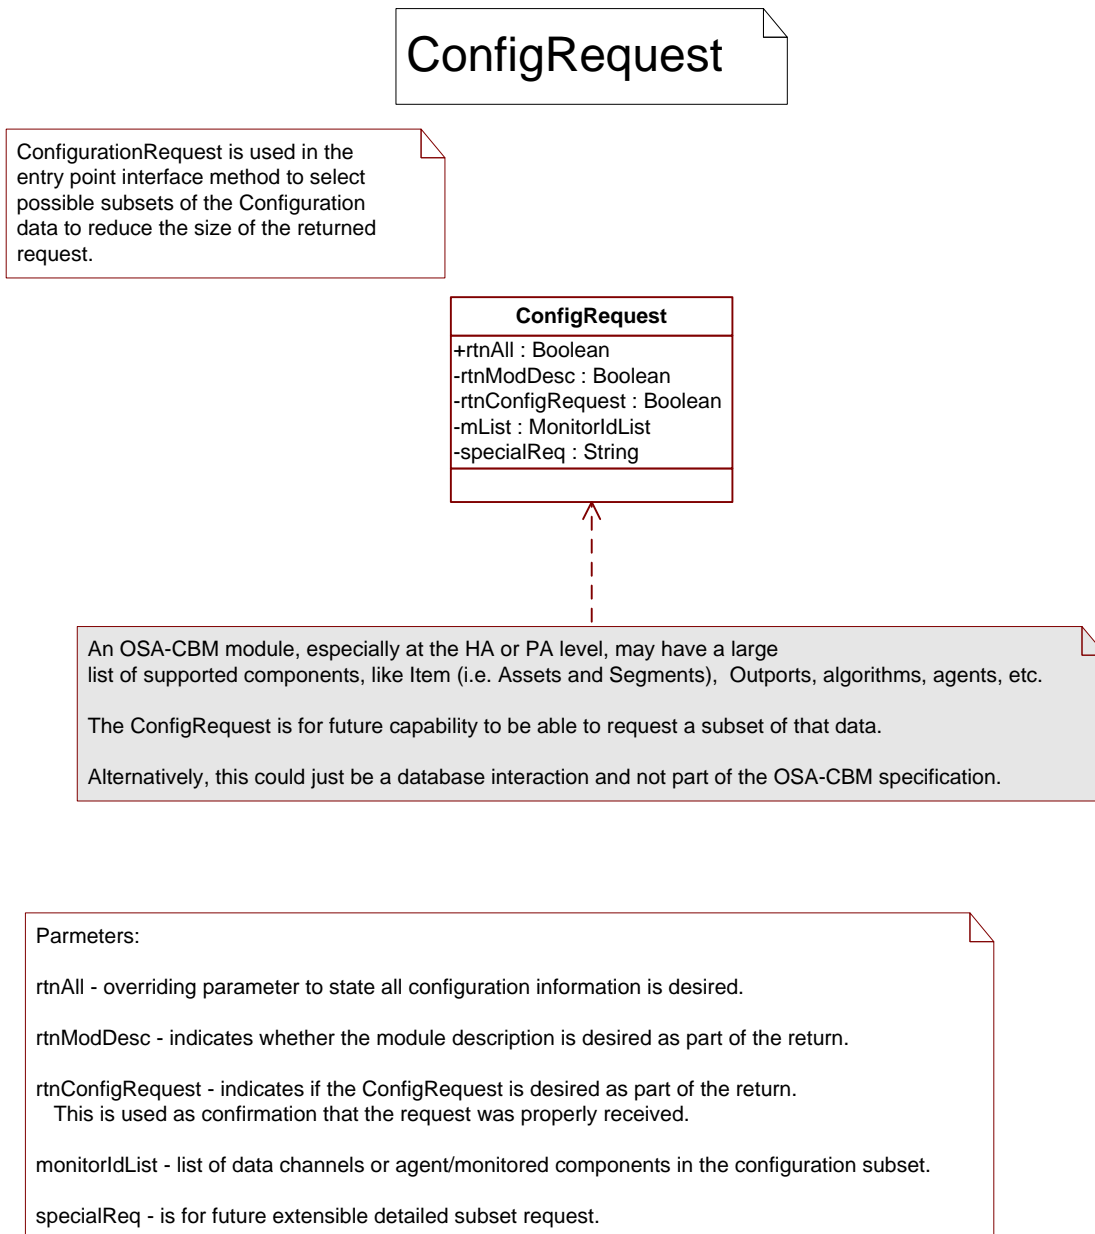 ConfigRequest
ConfigurationRequest is used in the
entry point interface method to select
possible subsets of the Configuration
data to reduce the size of the returned
request.
ConfigRequest
+rtnAll : Boolean
-rtnModDesc : Boolean
-rtnConfigRequest : Boolean
-mList : MonitorIdList
-specialReq : String
An OSA-CBM module, especially at the HA or PA level, may have a large
list of supported components, like Item (i.e. Assets and Segments),  Outports, algorithms, agents, etc.
The ConfigRequest is for future capability to be able to request a subset of that data.
Alternatively, this could just be a database interaction and not part of the OSA-CBM specification.
Parmeters:
rtnAll - overriding parameter to state all configuration information is desired.
rtnModDesc - indicates whether the module description is desired as part of the return.
rtnConfigRequest - indicates if the ConfigRequest is desired as part of the return.
This is used as confirmation that the request was properly received.
monitorIdList - list of data channels or agent/monitored components in the configuration subset.
specialReq - is for future extensible detailed subset request.